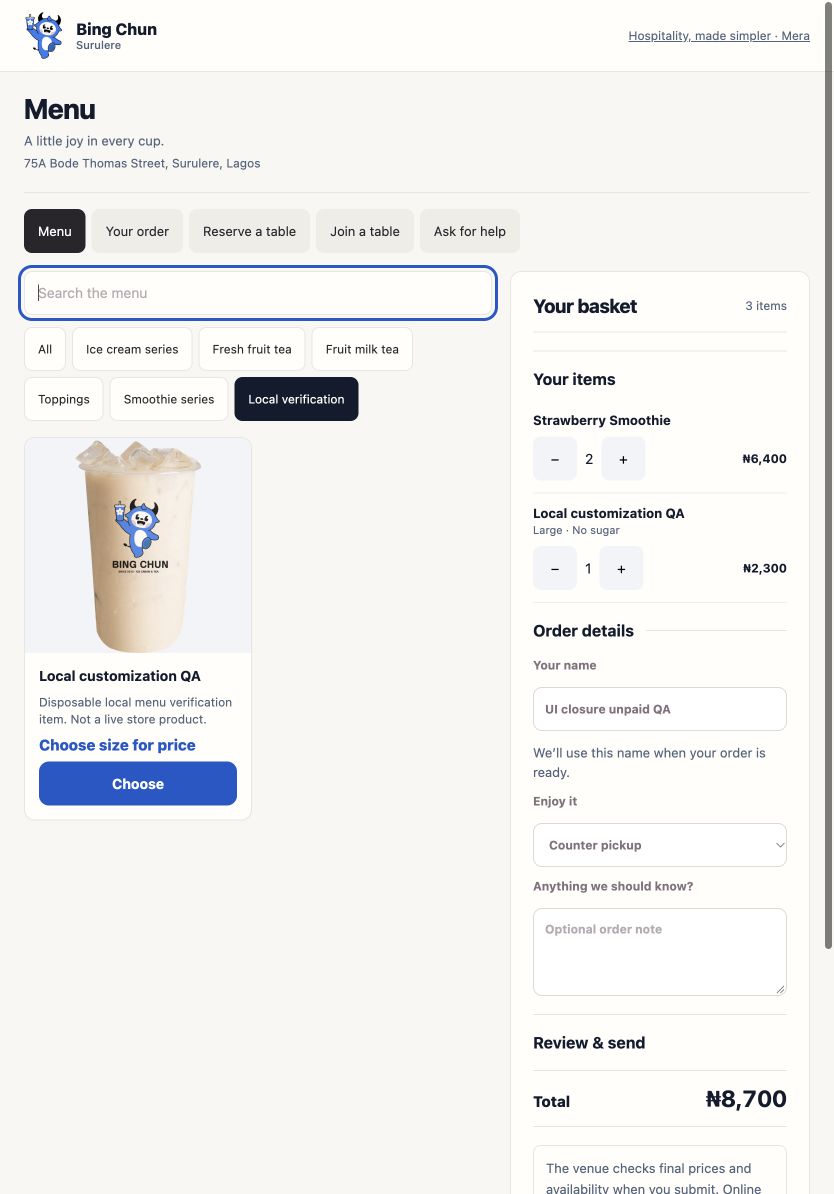 Bing Chun
Surulere
Hospitality, made simpler · Mera
Menu
A little joy in every cup.
75A Bode Thomas Street, Surulere, Lagos
Menu
Your order
Reserve a table
Join a table
Ask for help
Search the menu
All
Ice cream series
Fresh fruit tea
Fruit milk tea
Toppings
Smoothie series
Local verification
BING CHUN
Local customization QA
Disposable local menu verification
item. Not a live store product.
Choose size for price
Choose
Your basket
3 items
Your items
Strawberry Smoothie
− 2 + ₦6,400
Local customization QA
Large · No sugar
− 1 + ₦2,300
Order details
Your name
UI closure unpaid QA
We’ll use this name when your order is
ready.
Enjoy it
Counter pickup
Anything we should know?
Optional order note
Review & send
Total ₦8,700
The venue checks final prices and
availability when you submit. Online